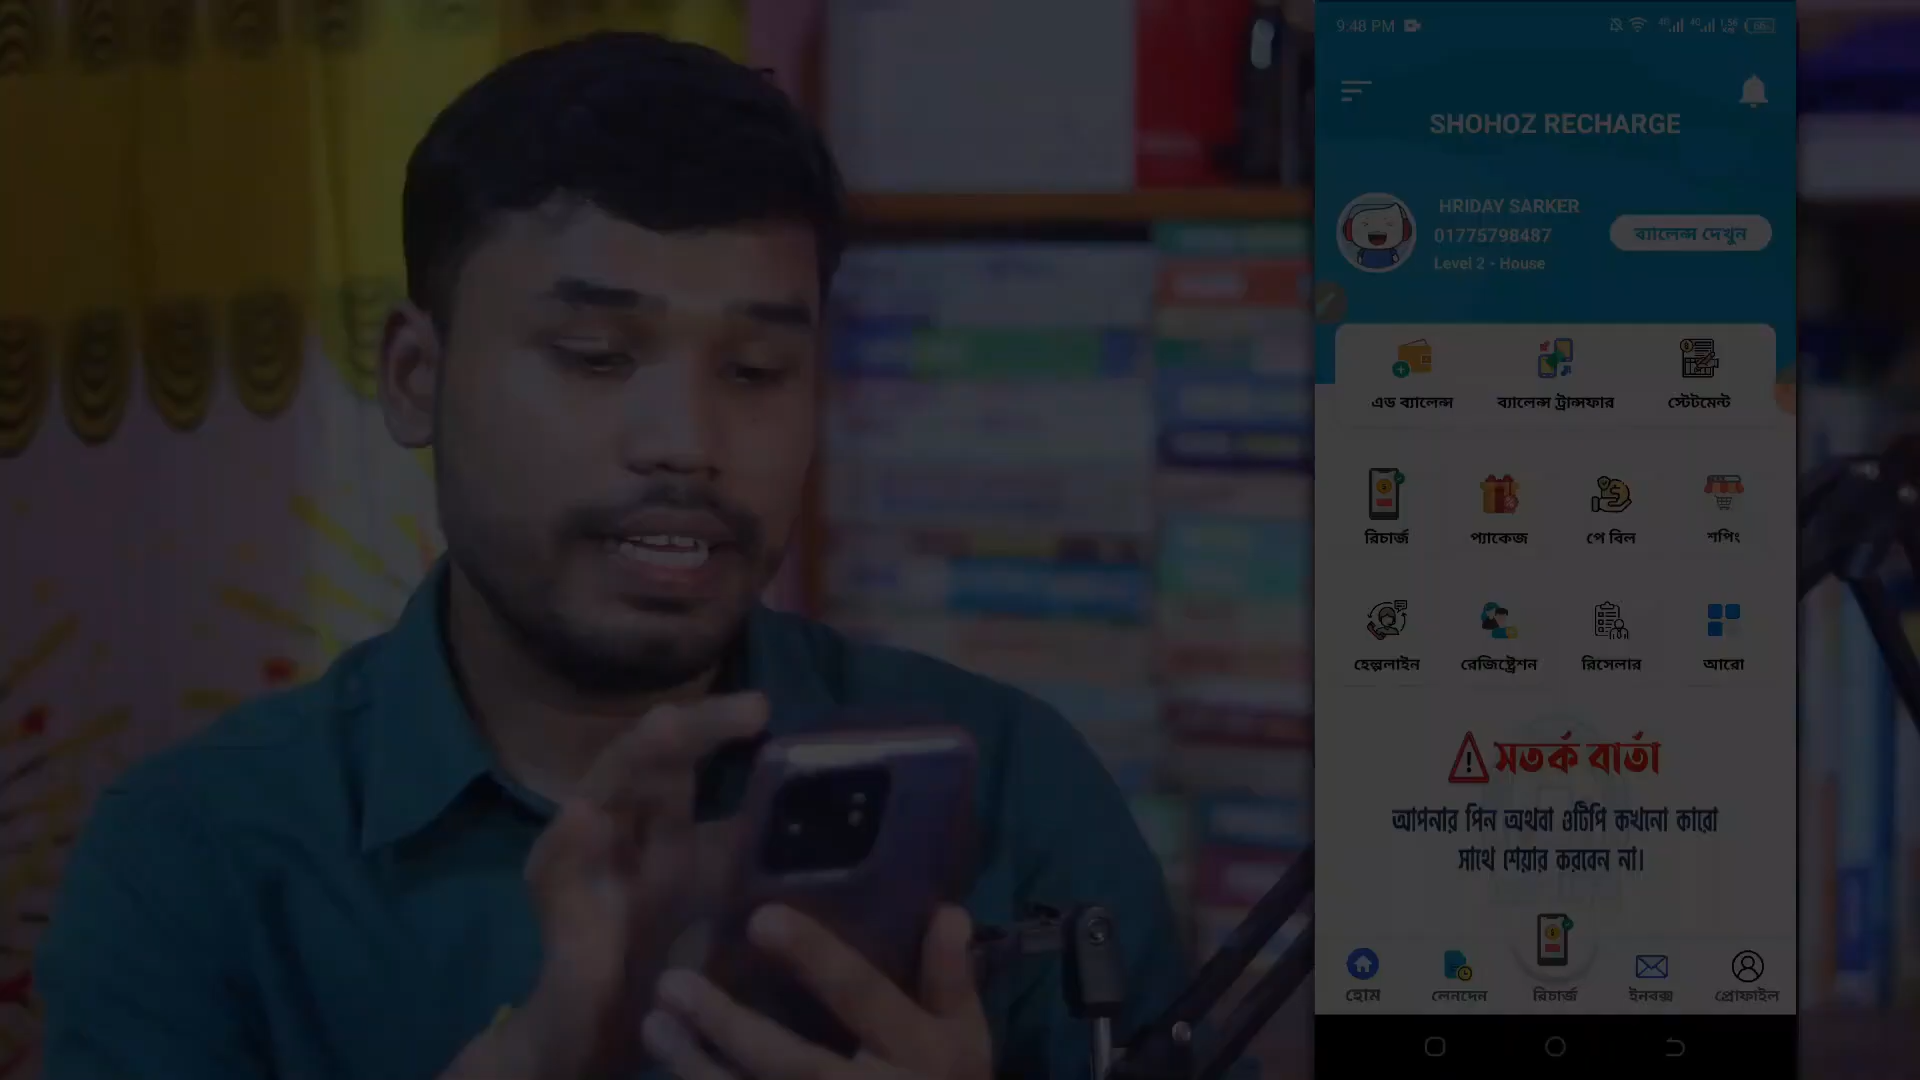 9:48 PM
SHOHOZ RECHARGE
HRIDAY SARKER
01775798487
Level 2 - House
ব্যালেন্স দেখুন
এড ব্যালেন্স
ব্যালেন্স ট্রান্সফার
স্টেটমেন্ট
রিচার্জ
প্যাকেজ
পে বিল
শপিং
হেল্পলাইন
রেজিষ্ট্রেশন
রিসেলার
আরো
সতর্ক বার্তা
আপনার পিন অথবা ওটিপি কখনো কারো
সাথে শেয়ার করবেন না।
হোম
লেনদেন
রিচার্জ
ইনবক্স
প্রোফাইল